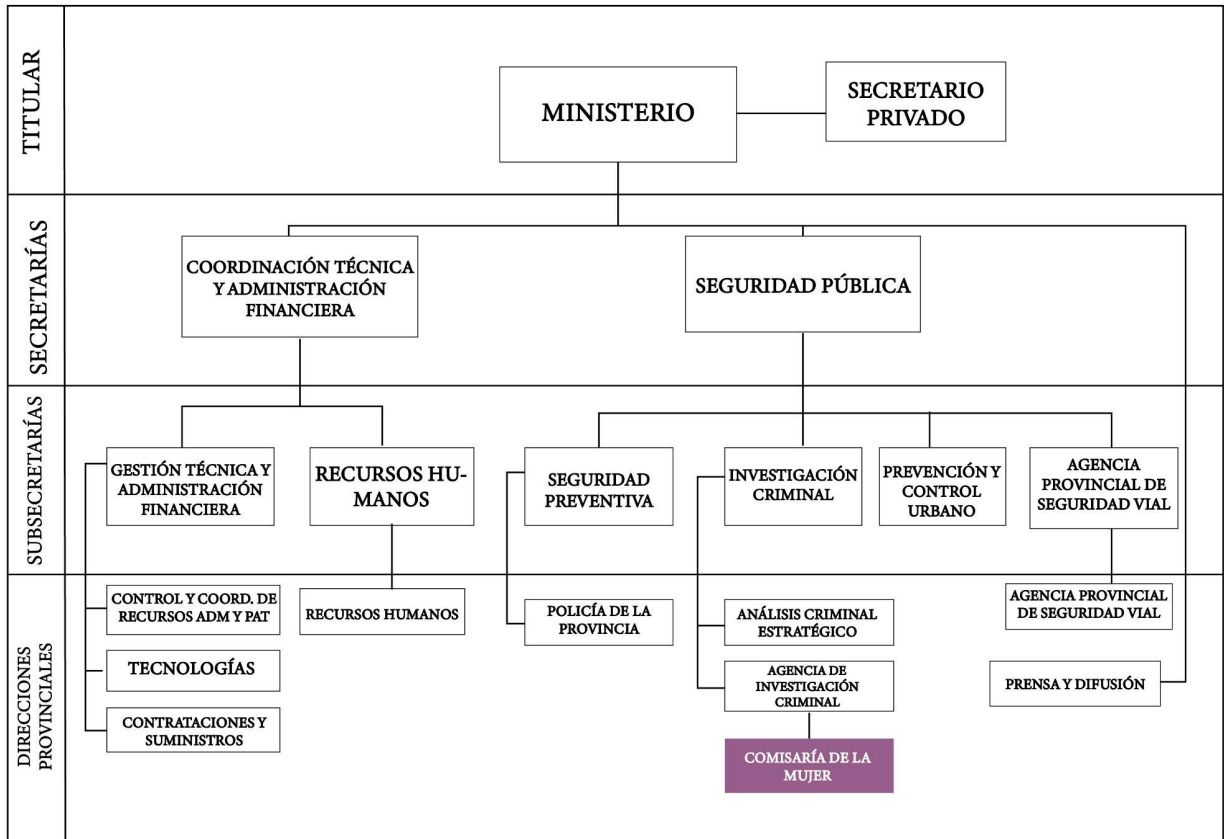 TITULAR
MINISTERIO
SECRETARIO
PRIVADO
SECRETARÍAS
COORDINACIÓN TÉCNICA
Y ADMINISTRACIÓN
FINANCIERA
SEGURIDAD PÚBLICA
SUBSECRETARÍAS
GESTIÓN TÉCNICA Y
ADMINISTRACIÓN
FINANCIERA
RECURSOS HU-
MANOS
SEGURIDAD
PREVENTIVA
INVESTIGACIÓN
CRIMINAL
PREVENCIÓN Y
CONTROL
URBANO
AGENCIA
PROVINCIAL DE
SEGURIDAD VIAL
DIRECCIONES
PROVINCIALES
CONTROL Y COORD. DE
RECURSOS ADM Y PAT
RECURSOS HUMANOS
POLICÍA DE LA
PROVINCIA
ANÁLISIS CRIMINAL
ESTRATÉGICO
AGENCIA PROVINCIAL
DE SEGURIDAD VIAL
TECNOLOGÍAS
AGENCIA DE
INVESTIGACIÓN
CRIMINAL
PRENSA Y DIFUSIÓN
CONTRATACIONES Y
SUMINISTROS
COMISARÍA DE LA
MUJER